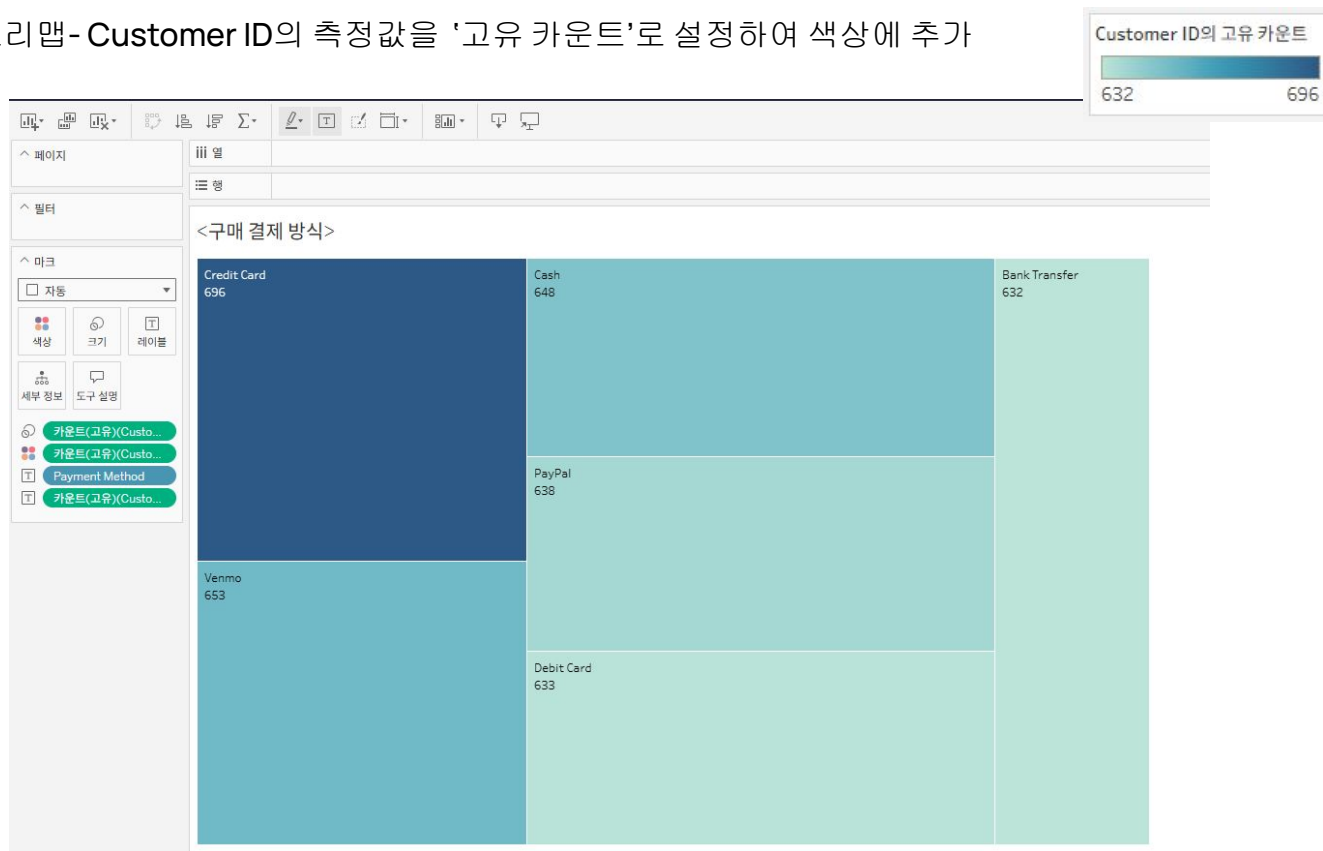 리맵- Customer ID의 측정값을 ‘고유 카운트’로 설정하여 색상에 추가
Customer ID의 고유 카운트
632 696
페이지
iii 열
행
필터
<구매 결제 방식>
마크
자동
색상 크기 레이블
세부 정보 도구 설명
카운트(고유)(Custo...
카운트(고유)(Custo...
Payment Method
카운트(고유)(Custo...
Credit Card
696
Venmo
653
Cash
648
PayPal
638
Debit Card
633
Bank Transfer
632